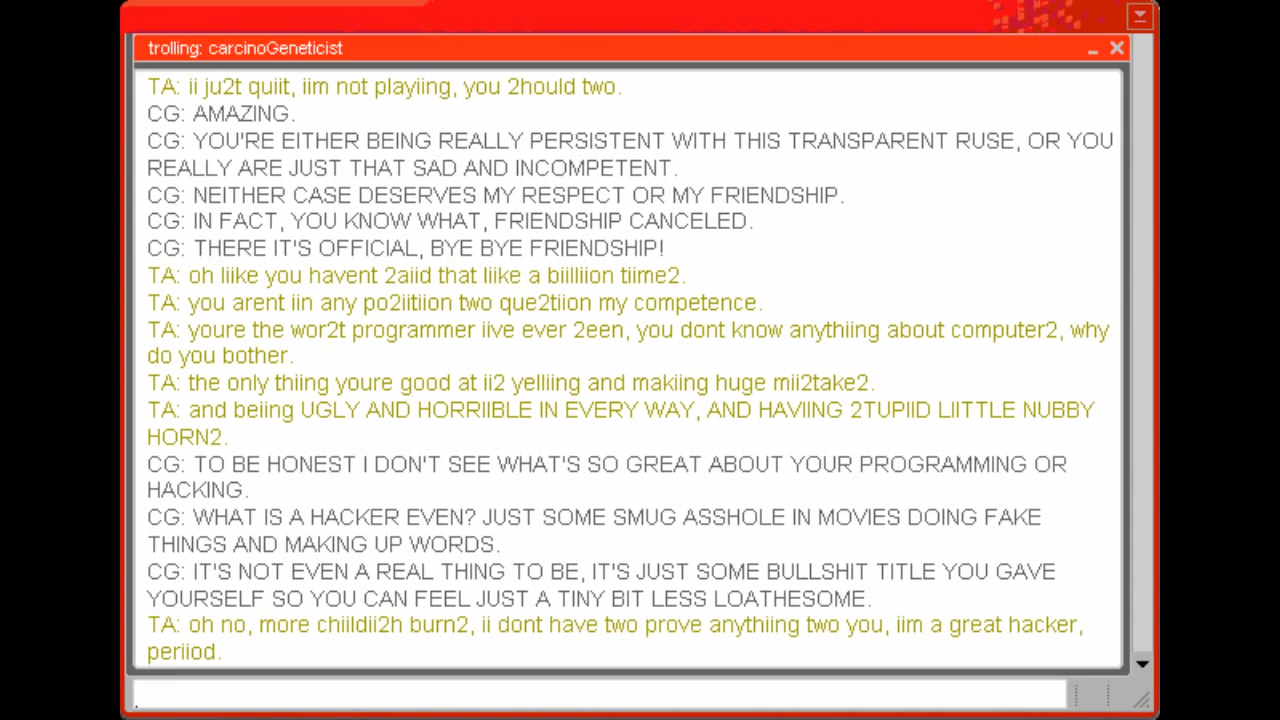 trolling: carcinoGeneticist
TA: ii ju2t quiit, iim not playiing, you 2hould two.
CG: AMAZING.
CG: YOU'RE EITHER BEING REALLY PERSISTENT WITH THIS TRANSPARENT RUSE, OR YOU
REALLY ARE JUST THAT SAD AND INCOMPETENT.
CG: NEITHER CASE DESERVES MY RESPECT OR MY FRIENDSHIP.
CG: IN FACT, YOU KNOW WHAT, FRIENDSHIP CANCELED.
CG: THERE IT'S OFFICIAL, BYE BYE FRIENDSHIP!
TA: oh liike you havent 2aiid that liike a biilliion tiime2.
TA: you arent iin any po2iitiion two que2tiion my competence.
TA: youre the wor2t programmer iive ever 2een, you dont know anythiing about computer2, why
do you bother.
TA: the only thiing youre good at ii2 yelliing and makiing huge mii2take2.
TA: and beiing UGLY AND HORRIIBLE IN EVERY WAY, AND HAVIING 2TUPIID LIITTLE NUBBY
HORN2.
CG: TO BE HONEST I DON'T SEE WHAT'S SO GREAT ABOUT YOUR PROGRAMMING OR
HACKING.
CG: WHAT IS A HACKER EVEN? JUST SOME SMUG ASSHOLE IN MOVIES DOING FAKE
THINGS AND MAKING UP WORDS.
CG: IT'S NOT EVEN A REAL THING TO BE, IT'S JUST SOME BULLSHIT TITLE YOU GAVE
YOURSELF SO YOU CAN FEEL JUST A TINY BIT LESS LOATHESOME.
TA: oh no, more chiildii2h burn2, ii dont have two prove anythiing two you, iim a great hacker,
periiod.